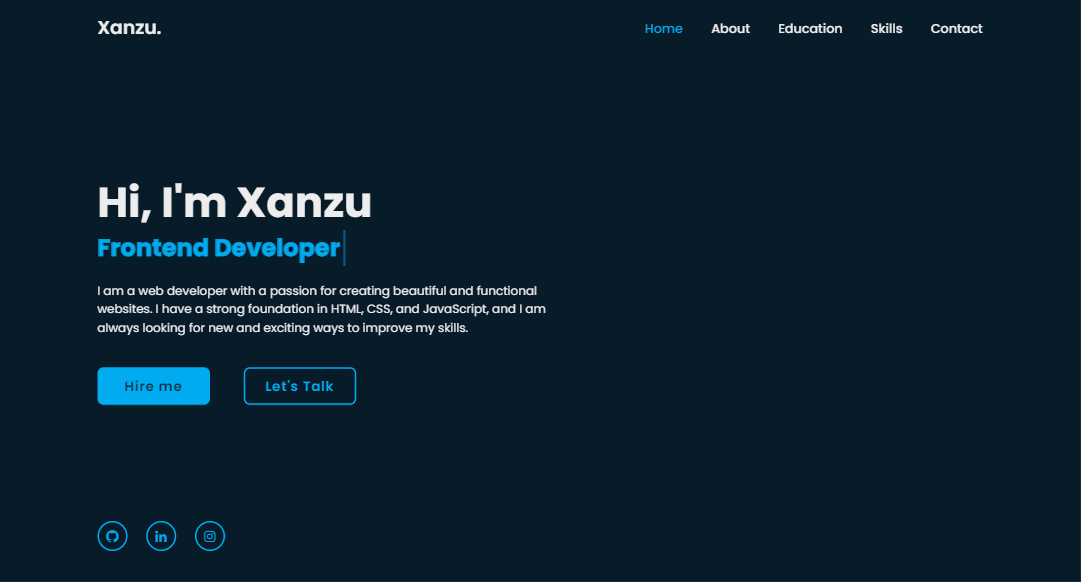 Xanzu.
Home About Education Skills Contact
Hi, I'm Xanzu
Frontend Developer
I am a web developer with a passion for creating beautiful and functional
websites. I have a strong foundation in HTML, CSS, and JavaScript, and I am
always looking for new and exciting ways to improve my skills.
Hire me
Let's Talk
in